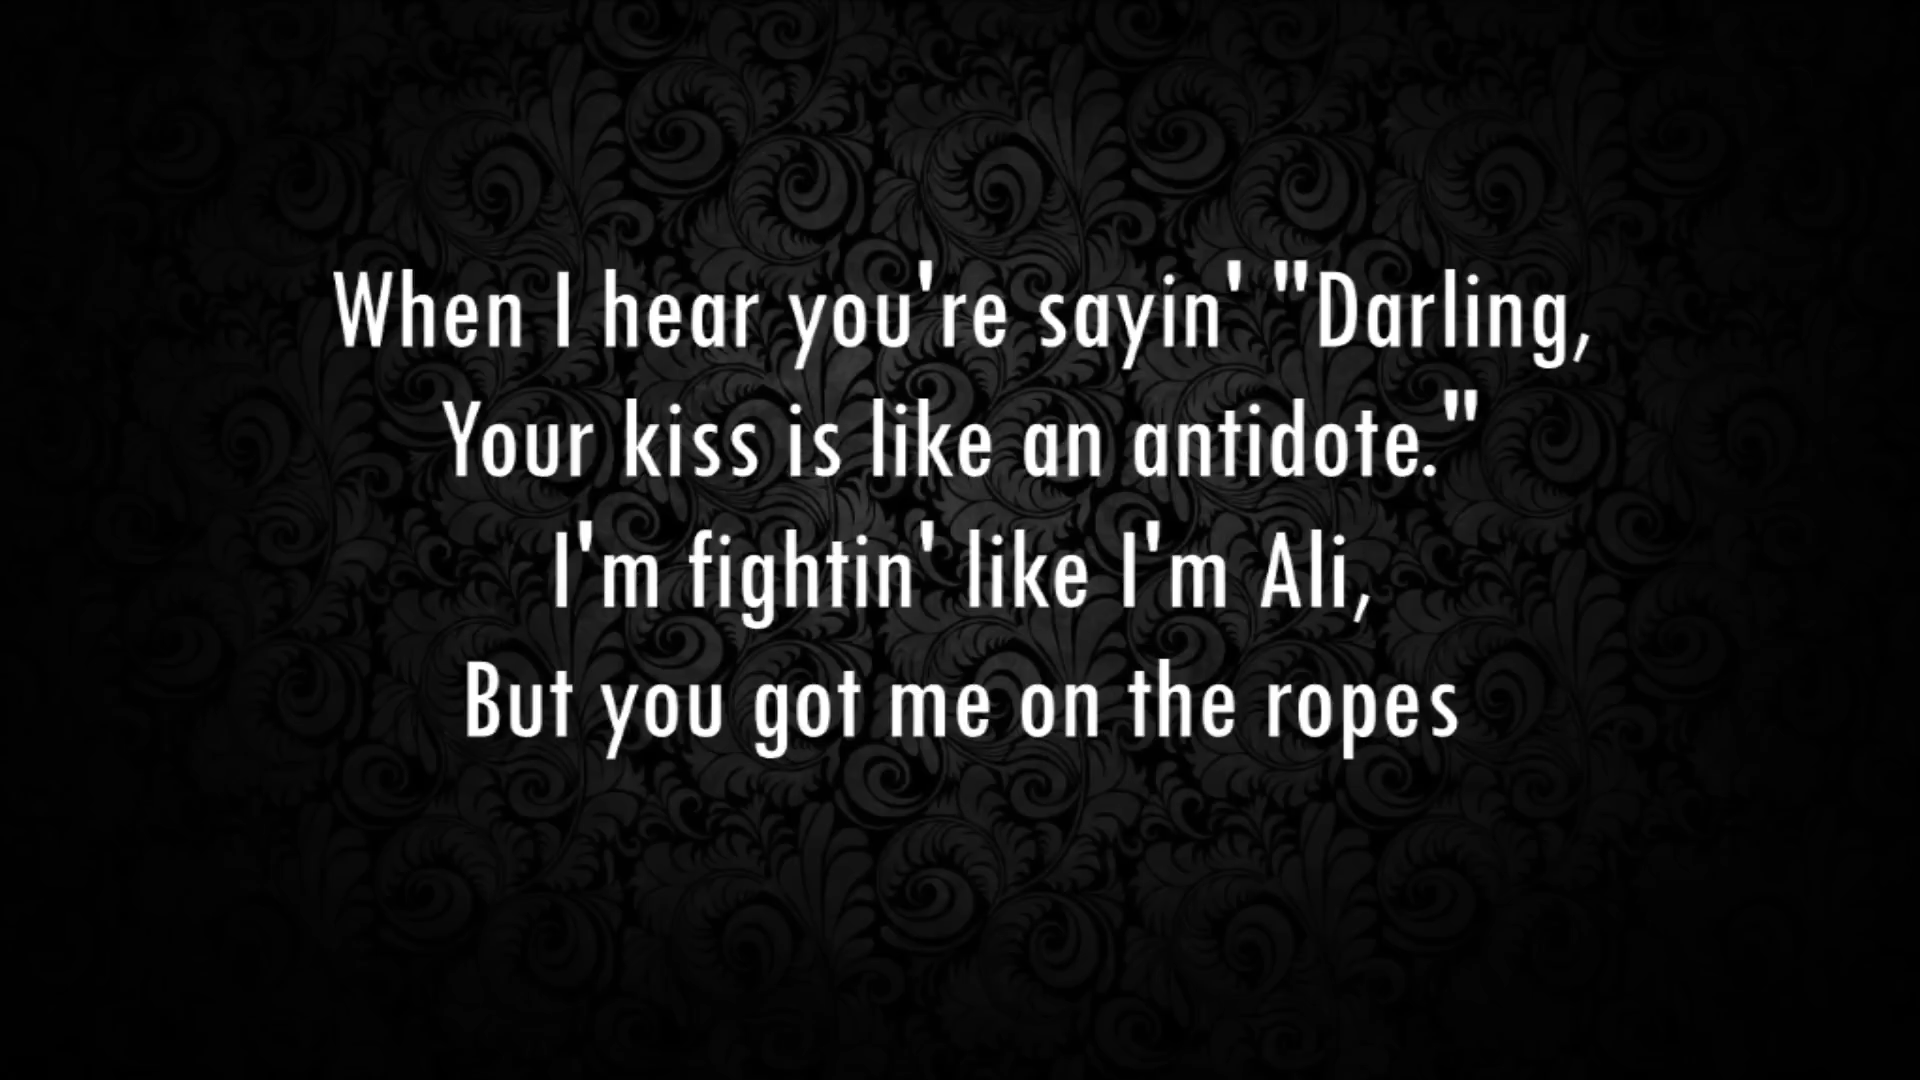 When I hear you're sayin' "Darling,
Your kiss is like an antidote."
I'm fightin' like I'm Ali,
But you got me on the ropes